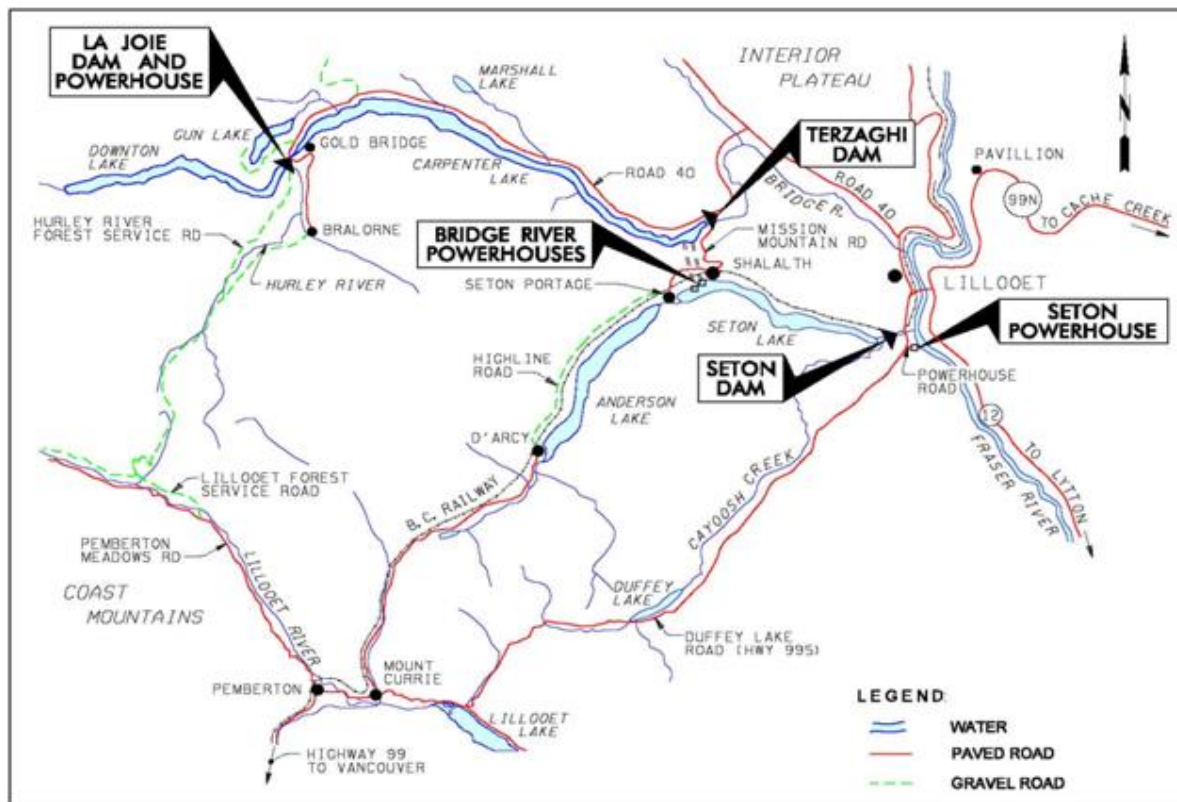 LA JOIE
DAM AND
POWERHOUSE
INTERIOR
PLATEAU
MARSHALL
LAKE
N
GUN LAKE
GOLD BRIDGE
DOWNTON
LAKE
CARPENTER
LAKE
ROAD 40
TERZAGHI
DAM
PAVILLION
99N
TO CACHE CREEK
BRIDGE R.
ROAD 40
HURLEY RIVER
FOREST SERVICE RD
BRALORNE
BRIDGE RIVER
POWERHOUSES
MISSION
MOUNTAIN RD
SHALALTH
HURLEY RIVER
SETON PORTAGE
LILLOOET
SETON
POWERHOUSE
SETON
LAKE
HIGHLINE
ROAD
SETON
DAM
POWERHOUSE
ROAD
ANDERSON
LAKE
12
TO LYTTON
D'ARCY
FRASER RIVER
LILLOOET FOREST
SERVICE ROAD
B.C. RAILWAY
CAYOOSH CREEK
PEMBERTON
MEADOWS RD
LILLOOET RIVER
COAST
MOUNTAINS
DUFFEY
LAKE
DUFFEY LAKE
ROAD (HWY 99S)
PEMBERTON
MOUNT
CURRIE
LILLOOET
LAKE
HIGHWAY 99
TO VANCOUVER
LEGEND
WATER
PAVED ROAD
GRAVEL ROAD